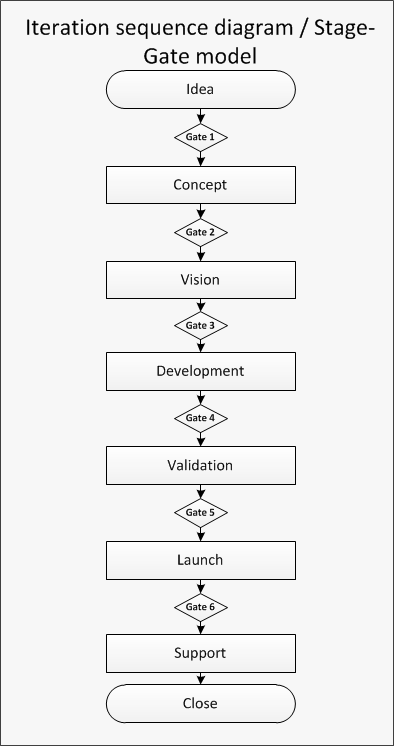 Iteration sequence diagram / Stage-
Gate model
Idea
Gate 1
Concept
Gate 2
Vision
Gate 3
Development
Gate 4
Validation
Gate 5
Launch
Gate 6
Support
Close